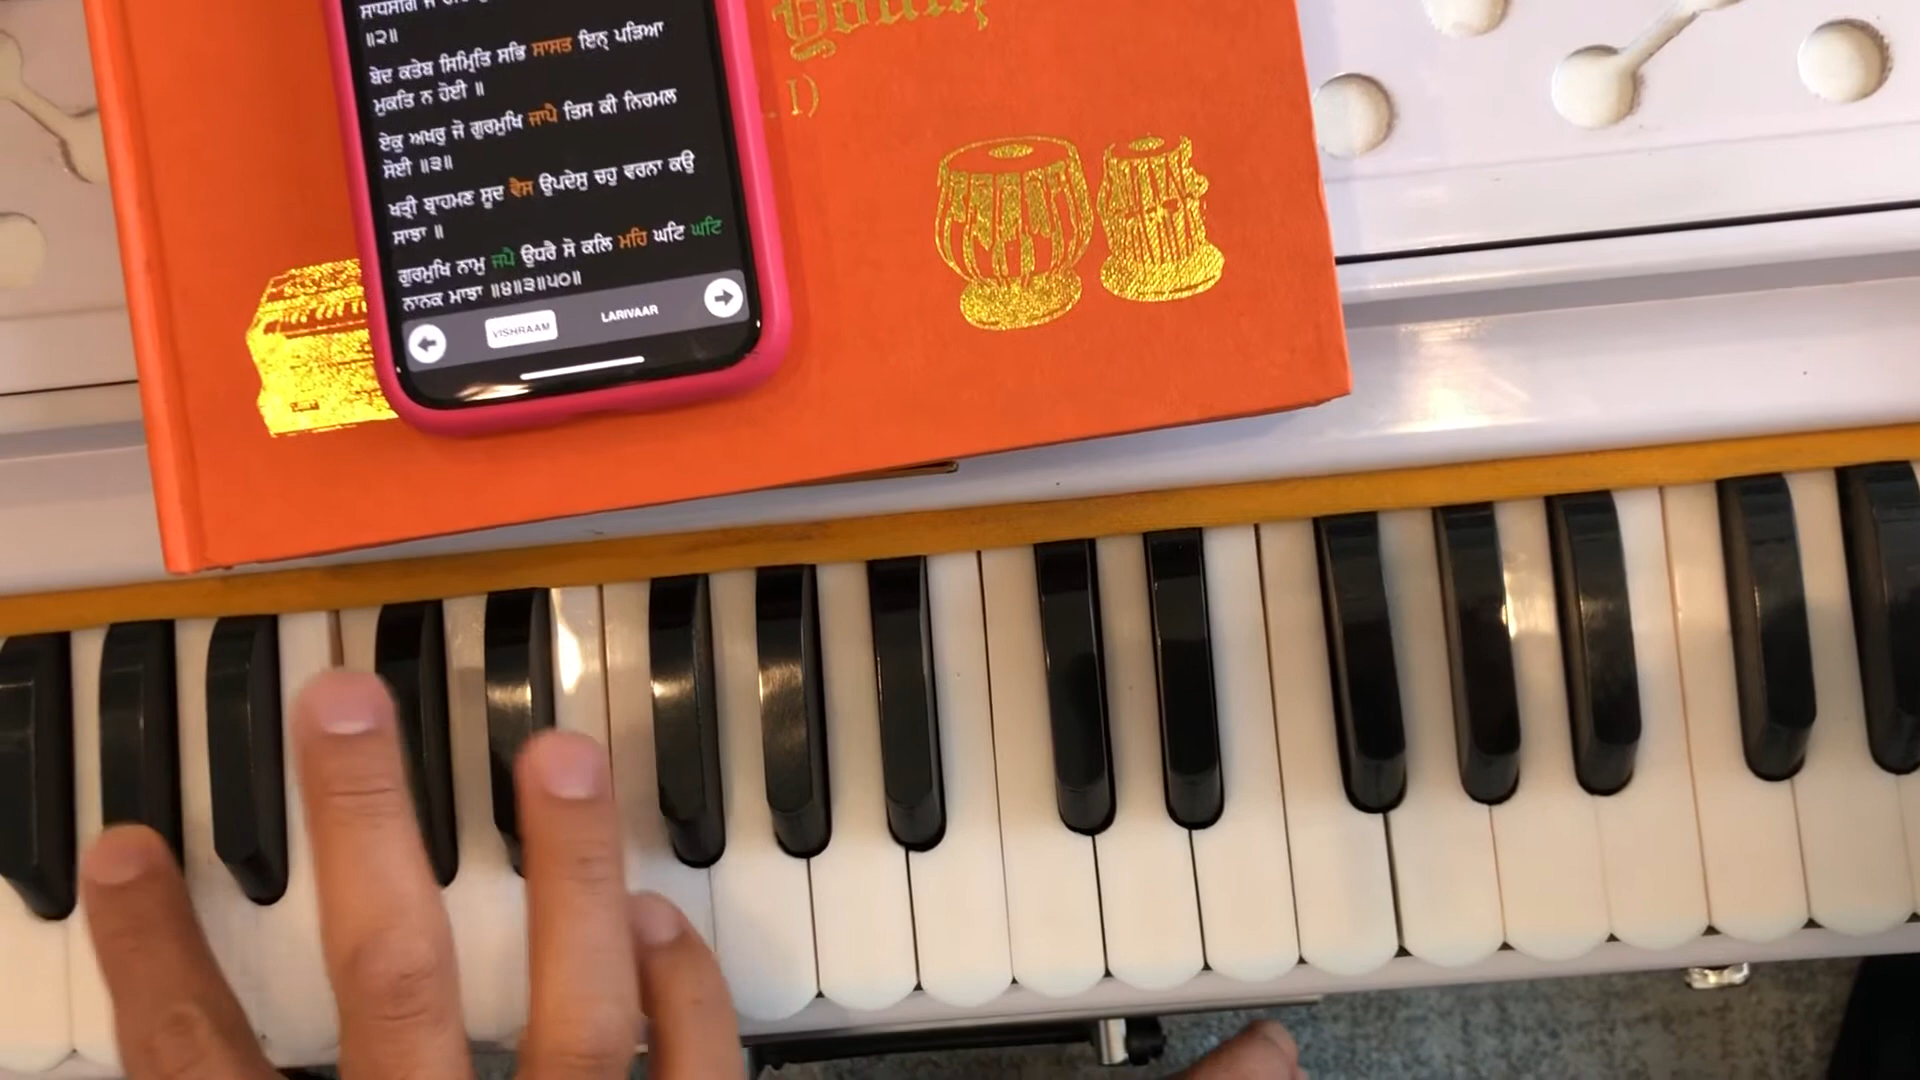 ॥੨॥
ਬੇਦ ਕਤੇਬ ਸਿਮ੍ਰਿਤਿ ਸਭਿ ਸਾਸਤ ਇਨ੍ ਪੜਿਆ
ਮੁਕਤਿ ਨ ਹੋਈ ॥
ਏਕੁ ਅਖਰੁ ਜੋ ਗੁਰਮੁਖਿ ਜਾਪੈ ਤਿਸ ਕੀ ਨਿਰਮਲ
ਸੋਈ ॥੩॥
ਖਤ੍ਰੀ ਬ੍ਰਾਹਮਣ ਸੂਦ ਵੈਸ ਉਪਦੇਸੁ ਚਹੁ ਵਰਨਾ ਕਉ
ਸਾਝਾ ॥
ਗੁਰਮੁਖਿ ਨਾਮੁ ਜਪੈ ਉਧਰੈ ਸੋ ਕਲਿ ਮਹਿ ਘਟਿ ਘਟਿ
ਨਾਨਕ ਮਾਝਾ ॥੪॥੩॥੫੦॥
VISHRAAM LARIVAAR
I)